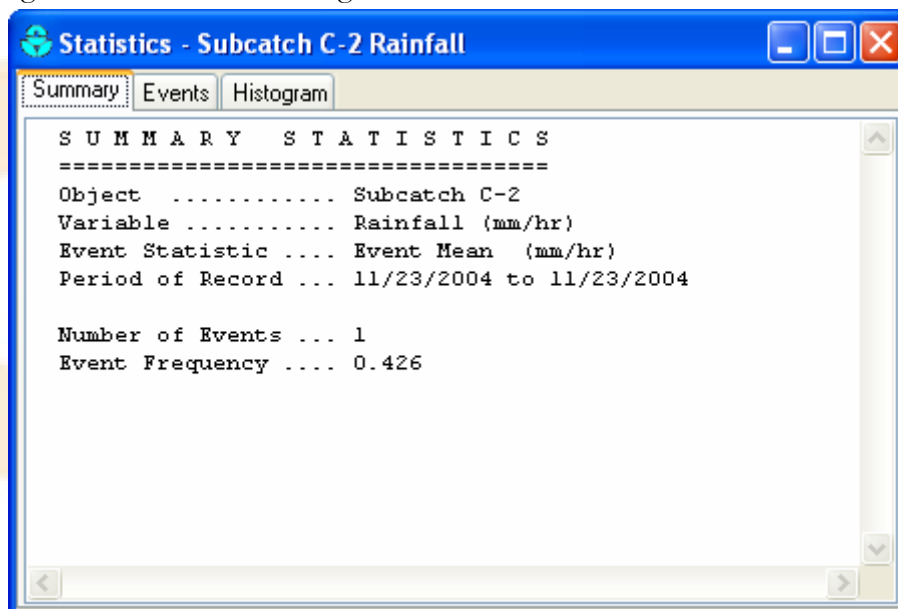 Statistics - Subcatch C-2 Rainfall
Summary Events Histogram
S U M M A R Y   S T A T I S T I C S
===================================
Object ............ Subcatch C-2
Variable ........... Rainfall (mm/hr)
Event Statistic .... Event Mean (mm/hr)
Period of Record ... 11/23/2004 to 11/23/2004
Number of Events ... 1
Event Frequency .... 0.426